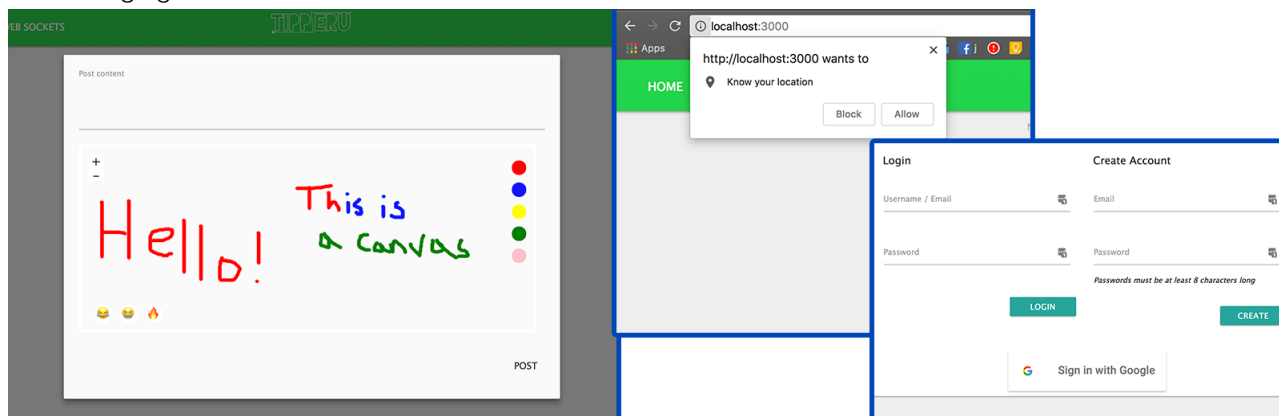 EB SOCKETS
TIPPERU
Post content
+
−
Hello!
This is
a canvas
😂 😭 🔥
POST
localhost:3000
Apps
j
http://localhost:3000 wants to
×
Know your location
Block
Allow
HOME
Login
Username / Email
Password
LOGIN
Create Account
Email
Password
Passwords must be at least 8 characters long
CREATE
G Sign in with Google